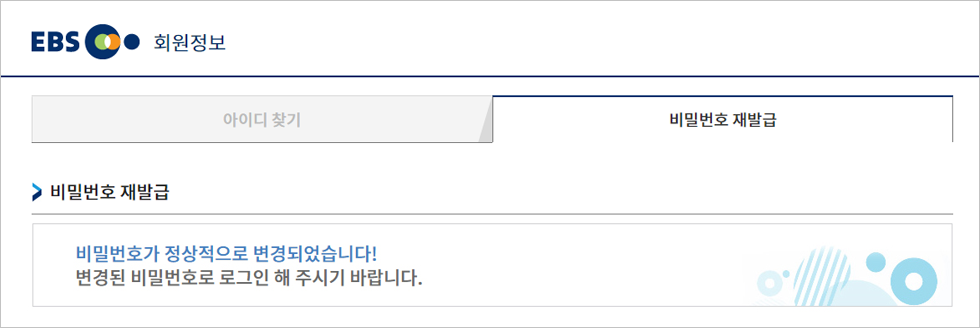 EBS 회원정보
아이디 찾기
비밀번호 재발급
비밀번호 재발급
비밀번호가 정상적으로 변경되었습니다!
변경된 비밀번호로 로그인 해 주시기 바랍니다.